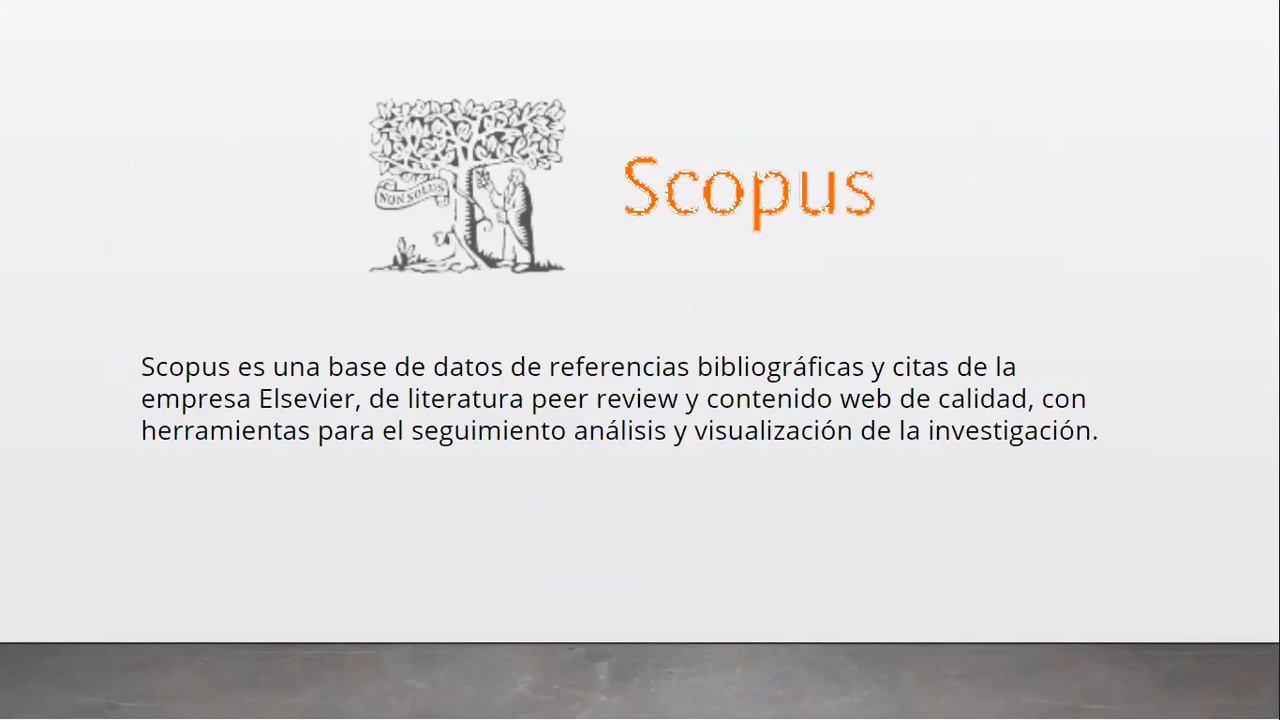 NON SOLUS
Scopus
Scopus es una base de datos de referencias bibliográficas y citas de la
empresa Elsevier, de literatura peer review y contenido web de calidad, con
herramientas para el seguimiento análisis y visualización de la investigación.